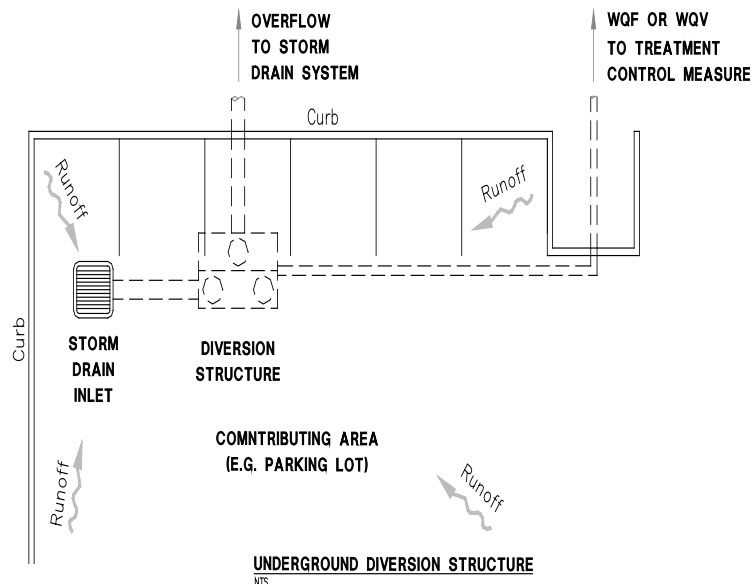 OVERFLOW
TO STORM
DRAIN SYSTEM
WQF OR WQV
TO TREATMENT
CONTROL MEASURE
Curb
Runoff
Runoff
Curb
STORM
DRAIN
INLET
DIVERSION
STRUCTURE
COMNTRIBUTING AREA
(E.G. PARKING LOT)
Runoff
Runoff
UNDERGROUND DIVERSION STRUCTURE
NTS